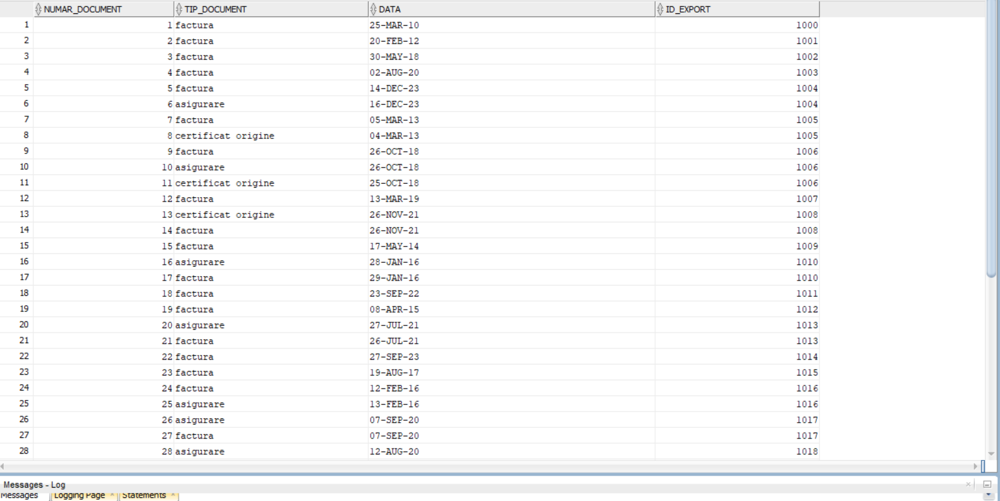 NUMAR_DOCUMENT TIP_DOCUMENT DATA ID_EXPORT
1 1 factura 25-MAR-10 1000
2 2 factura 20-FEB-12 1001
3 3 factura 30-MAY-18 1002
4 4 factura 02-AUG-20 1003
5 5 factura 14-DEC-23 1004
6 6 asigurare 16-DEC-23 1004
7 7 factura 05-MAR-13 1005
8 8 certificat origine 04-MAR-13 1005
9 9 factura 26-OCT-18 1006
10 10 asigurare 26-OCT-18 1006
11 11 certificat origine 25-OCT-18 1006
12 12 factura 13-MAR-19 1007
13 13 certificat origine 26-NOV-21 1008
14 14 factura 26-NOV-21 1008
15 15 factura 17-MAY-14 1009
16 16 asigurare 28-JAN-16 1010
17 17 factura 29-JAN-16 1010
18 18 factura 23-SEP-22 1011
19 19 factura 08-APR-15 1012
20 20 asigurare 27-JUL-21 1013
21 21 factura 26-JUL-21 1013
22 22 factura 27-SEP-23 1014
23 23 factura 19-AUG-17 1015
24 24 factura 12-FEB-16 1016
25 25 asigurare 13-FEB-16 1016
26 26 asigurare 07-SEP-20 1017
27 27 factura 07-SEP-20 1017
28 28 asigurare 12-AUG-20 1018
Messages - Log
Messages Logging Page Statements